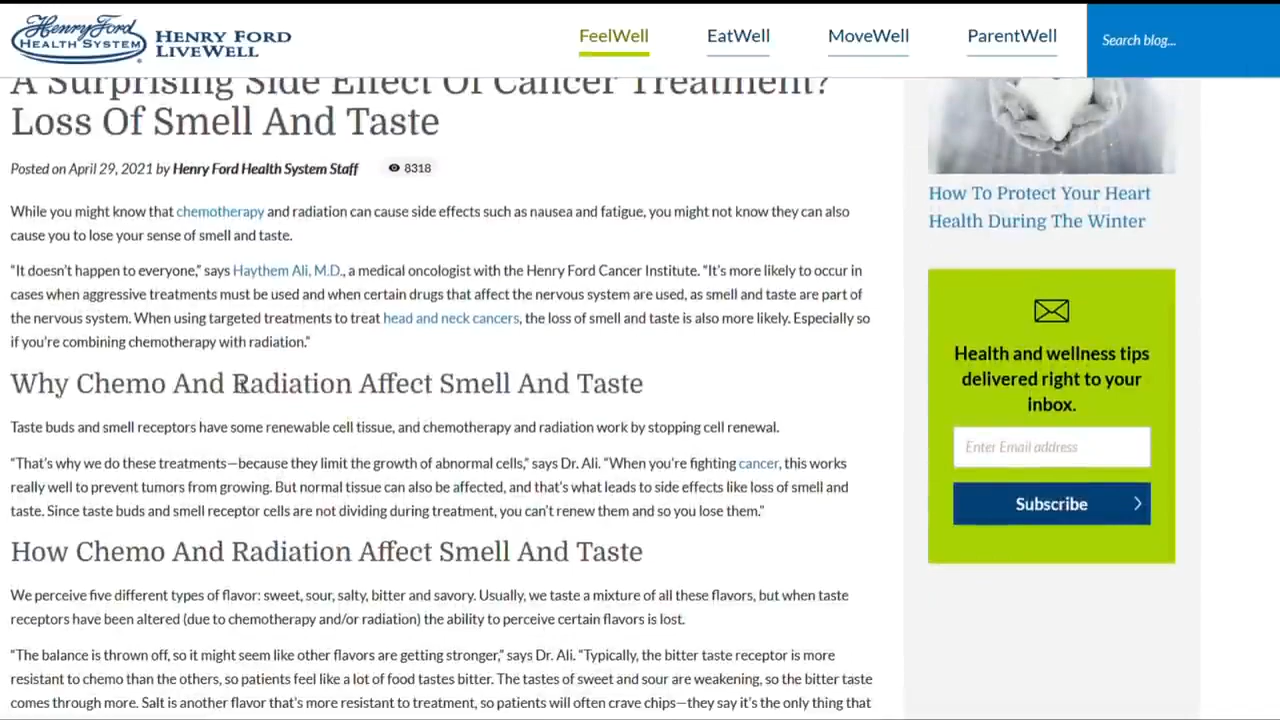 Henry Ford
HEALTH SYSTEM
HENRY FORD
LIVEWELL
FeelWell
EatWell
MoveWell
ParentWell
Search blog...
A Surprising Side Effect Of Cancer Treatment?
Loss Of Smell And Taste
Posted on April 29, 2021 by Henry Ford Health System Staff
8318
While you might know that chemotherapy and radiation can cause side effects such as nausea and fatigue, you might not know they can also
cause you to lose your sense of smell and taste.
“It doesn’t happen to everyone,” says Haythem Ali, M.D., a medical oncologist with the Henry Ford Cancer Institute. “It’s more likely to occur in
cases when aggressive treatments must be used and when certain drugs that affect the nervous system are used, as smell and taste are part of
the nervous system. When using targeted treatments to treat head and neck cancers, the loss of smell and taste is also more likely. Especially so
if you’re combining chemotherapy with radiation.”
Why Chemo And Radiation Affect Smell And Taste
Taste buds and smell receptors have some renewable cell tissue, and chemotherapy and radiation work by stopping cell renewal.
“That’s why we do these treatments—because they limit the growth of abnormal cells,” says Dr. Ali. “When you’re fighting cancer, this works
really well to prevent tumors from growing. But normal tissue can also be affected, and that’s what leads to side effects like loss of smell and
taste. Since taste buds and smell receptor cells are not dividing during treatment, you can’t renew them and so you lose them.”
How Chemo And Radiation Affect Smell And Taste
We perceive five different types of flavor: sweet, sour, salty, bitter and savory. Usually, we taste a mixture of all these flavors, but when taste
receptors have been altered (due to chemotherapy and/or radiation) the ability to perceive certain flavors is lost.
“The balance is thrown off, so it might seem like other flavors are getting stronger,” says Dr. Ali. “Typically, the bitter taste receptor is more
resistant to chemo than the others, so patients feel like a lot of food tastes bitter. The tastes of sweet and sour are weakening, so the bitter taste
comes through more. Salt is another flavor that’s more resistant to treatment, so patients will often crave chips—they say it’s the only thing that
How To Protect Your Heart
Health During The Winter
Health and wellness tips
delivered right to your
inbox.
Enter Email address
Subscribe